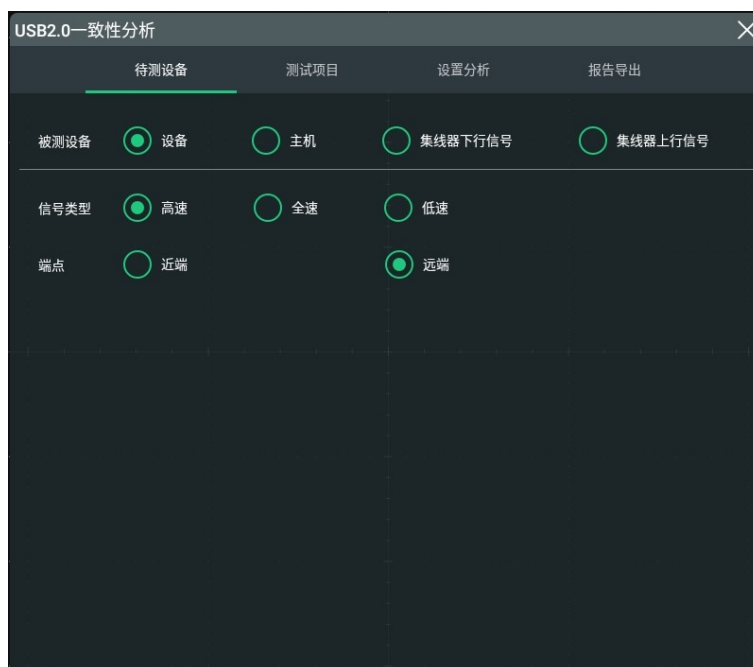 USB2.0一致性分析
待测设备 测试项目 设置分析 报告导出
被测设备 设备 主机 集线器下行信号 集线器上行信号
信号类型 高速 全速 低速
端点 近端 远端